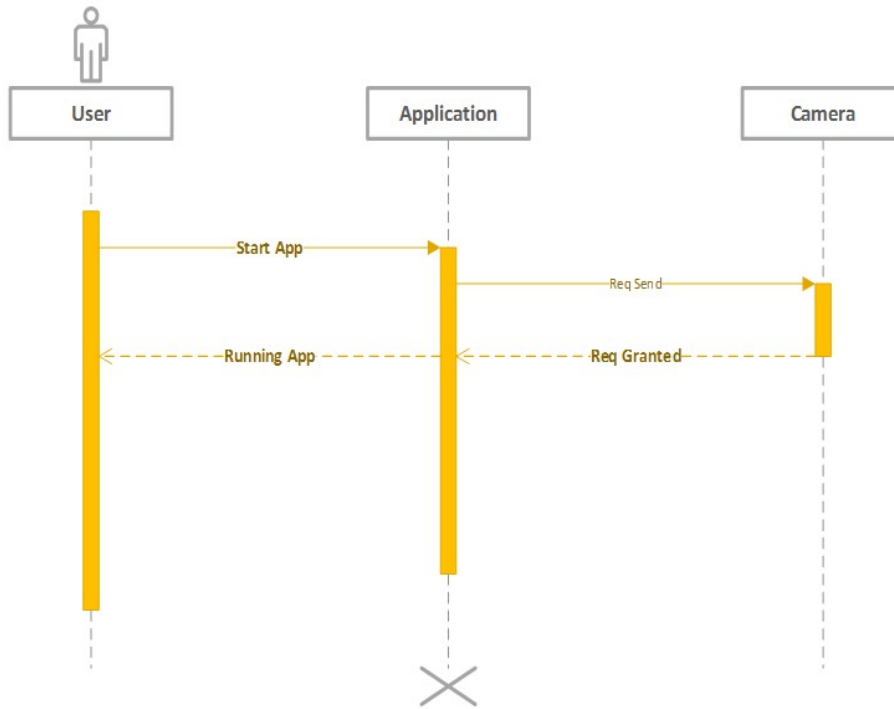 User
Application
Camera
Start App
Req Send
Running App
Req Granted